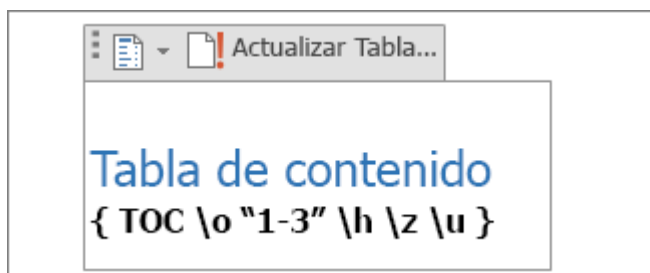 Actualizar Tabla...
Tabla de contenido
{ TOC \o “1-3” \h \z \u }